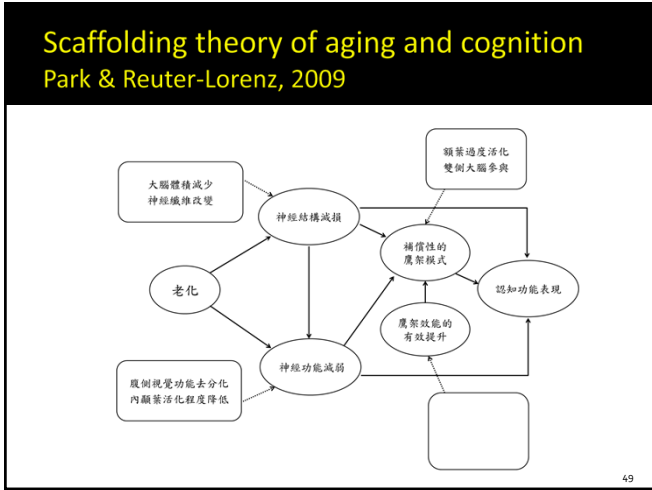 Scaffolding theory of aging and cognition
Park & Reuter-Lorenz, 2009
額葉過度活化
雙側大腦參與
大腦體積減少
神經纖維改變
神經結構減損
補償性的
鷹架模式
老化
認知功能表現
鷹架效能的
有效提升
神經功能減弱
腹側視覺功能去分化
內顳葉活化程度降低
49